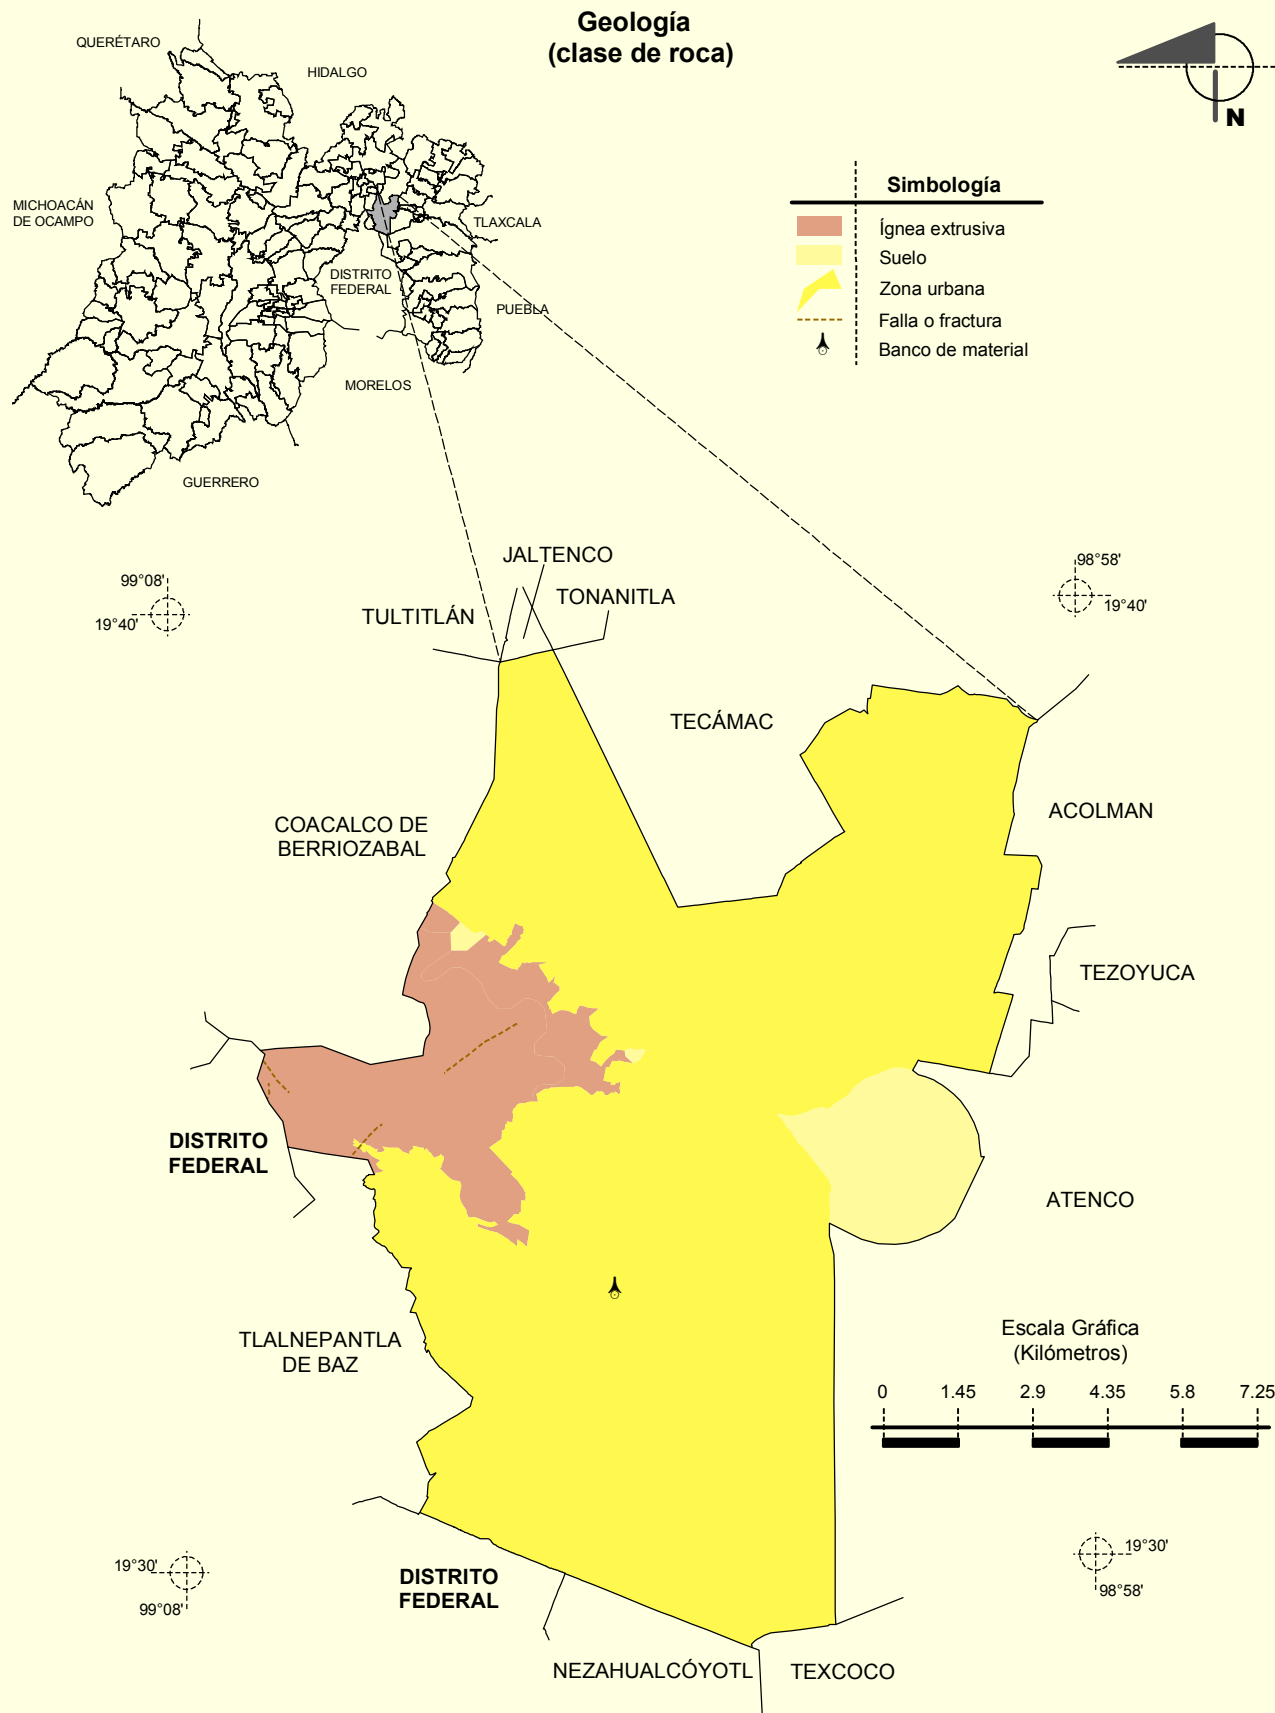 Geología
(clase de roca)
QUERÉTARO
HIDALGO
N
MICHOACÁN
DE OCAMPO
TLAXCALA
DISTRITO
FEDERAL
PUEBLA
MORELOS
GUERRERO
Simbología
Ígnea extrusiva
Suelo
Zona urbana
Falla o fractura
Banco de material
99°08'
19°40'
98°58'
19°40'
JALTENCO
TULTITLÁN
TONANITLA
TECÁMAC
COACALCO DE
BERRIOZABAL
ACOLMAN
TEZOYUCA
DISTRITO
FEDERAL
ATENCO
TLALNEPANTLA
DE BAZ
Escala Gráfica
(Kilómetros)
0 1.45 2.9 4.35 5.8 7.25
19°30'
99°08'
19°30'
98°58'
DISTRITO
FEDERAL
NEZAHUALCÓYOTL
TEXCOCO